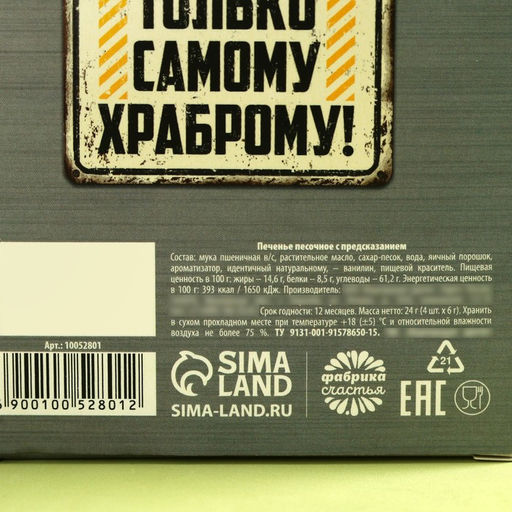 ТОЛЬКО
САМОМУ
ХРАБРОМУ!
Печенье песочное с предсказанием
Состав: мука пшеничная в/с, растительное масло, сахар-песок, вода, яичный порошок,
ароматизатор, идентичный натуральному, – ванилин, пищевой краситель. Пищевая
ценность в 100 г: жиры – 14,6 г, белки – 8,5 г, углеводы – 61,2 г. Энергетическая ценность
в 100 г: 393 ккал / 1650 кДж. Производитель:
Срок годности: 12 месяцев. Масса нетто: 24 г (4 шт. х 6 г). Хранить
в сухом прохладном месте при температуре +18 (±5) °С и относительной влажности
воздуха не более 75 %. ТУ 9131-001-91578650-15.
Арт.: 10052801
900100 528012
SIMA
LAND
SIMA-LAND.RU
фабрика
счастья
21
EAC